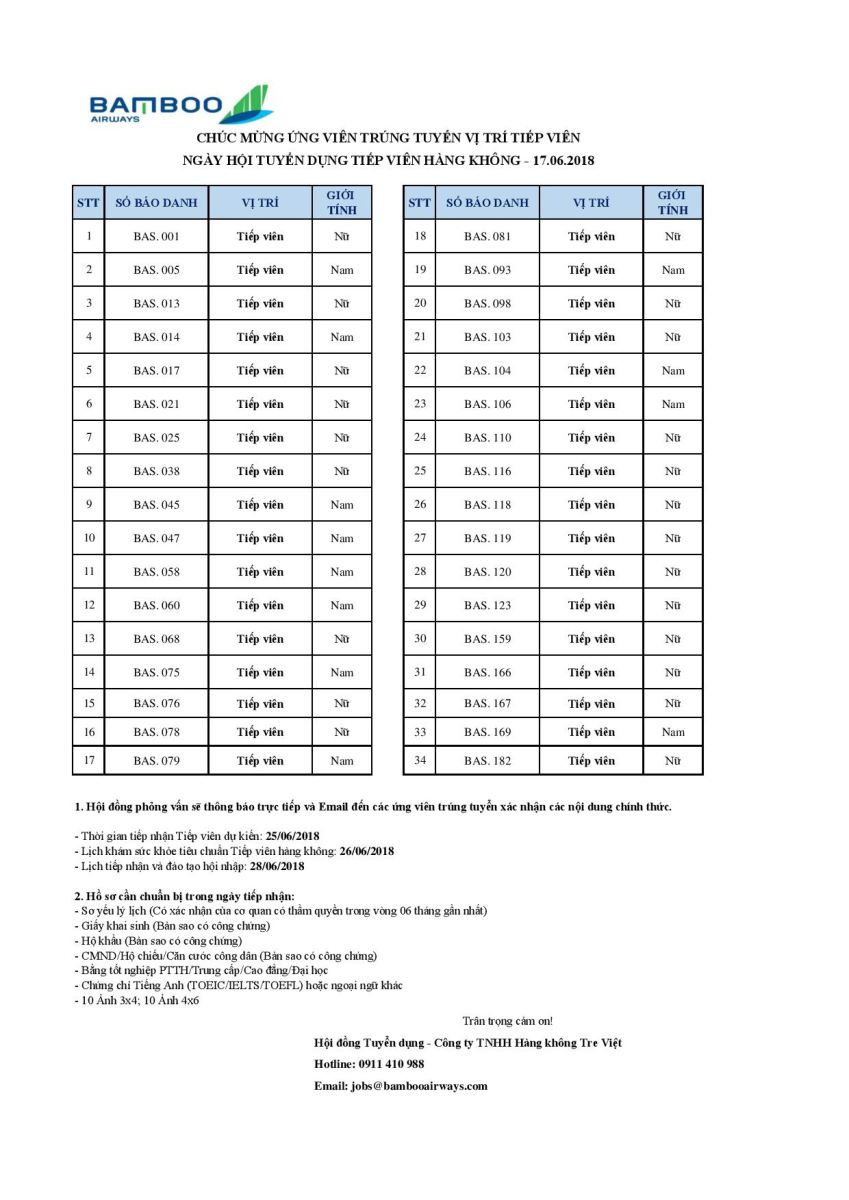 BAMBOO
AIRWAYS
CHÚC MỪNG ỨNG VIÊN TRÚNG TUYỂN VỊ TRÍ TIẾP VIÊN
NGÀY HỘI TUYỂN DỤNG TIẾP VIÊN HÀNG KHÔNG - 17.06.2018
STT SỐ BÁO DANH VỊ TRÍ GIỚI TÍNH STT SỐ BÁO DANH VỊ TRÍ GIỚI TÍNH
1 BAS. 001 Tiếp viên Nữ 18 BAS. 081 Tiếp viên Nữ
2 BAS. 005 Tiếp viên Nam 19 BAS. 093 Tiếp viên Nam
3 BAS. 013 Tiếp viên Nữ 20 BAS. 098 Tiếp viên Nữ
4 BAS. 014 Tiếp viên Nam 21 BAS. 103 Tiếp viên Nữ
5 BAS. 017 Tiếp viên Nữ 22 BAS. 104 Tiếp viên Nam
6 BAS. 021 Tiếp viên Nữ 23 BAS. 106 Tiếp viên Nam
7 BAS. 025 Tiếp viên Nữ 24 BAS. 110 Tiếp viên Nữ
8 BAS. 038 Tiếp viên Nữ 25 BAS. 116 Tiếp viên Nữ
9 BAS. 045 Tiếp viên Nam 26 BAS. 118 Tiếp viên Nữ
10 BAS. 047 Tiếp viên Nam 27 BAS. 119 Tiếp viên Nữ
11 BAS. 058 Tiếp viên Nam 28 BAS. 120 Tiếp viên Nữ
12 BAS. 060 Tiếp viên Nam 29 BAS. 123 Tiếp viên Nữ
13 BAS. 068 Tiếp viên Nữ 30 BAS. 159 Tiếp viên Nữ
14 BAS. 075 Tiếp viên Nam 31 BAS. 166 Tiếp viên Nữ
15 BAS. 076 Tiếp viên Nữ 32 BAS. 167 Tiếp viên Nữ
16 BAS. 078 Tiếp viên Nữ 33 BAS. 169 Tiếp viên Nam
17 BAS. 079 Tiếp viên Nam 34 BAS. 182 Tiếp viên Nữ
1. Hội đồng phỏng vấn sẽ thông báo trực tiếp và Email đến các ứng viên trúng tuyển xác nhận các nội dung chính thức.
- Thời gian tiếp nhận Tiếp viên dự kiến: 25/06/2018
- Lịch khám sức khỏe tiêu chuẩn Tiếp viên hàng không: 26/06/2018
- Lịch tiếp nhận và đào tạo hội nhập: 28/06/2018
2. Hồ sơ cần chuẩn bị trong ngày tiếp nhận:
- Sơ yếu lý lịch (Có xác nhận của cơ quan có thẩm quyền trong vòng 06 tháng gần nhất)
- Giấy khai sinh (Bản sao có công chứng)
- Hộ khẩu (Bản sao có công chứng)
- CMND/Hộ chiếu/Căn cước công dân (Bản sao có công chứng)
- Bằng tốt nghiệp PTTH/Trung cấp/Cao đẳng/Đại học
- Chứng chỉ Tiếng Anh (TOEIC/IELTS/TOEFL) hoặc ngoại ngữ khác
- 10 Ảnh 3x4; 10 Ảnh 4x6
Trân trọng cảm ơn!
Hội đồng Tuyển dụng - Công ty TNHH Hàng không Tre Việt
Hotline: 0911 410 988
Email: jobs@bambooairways.com